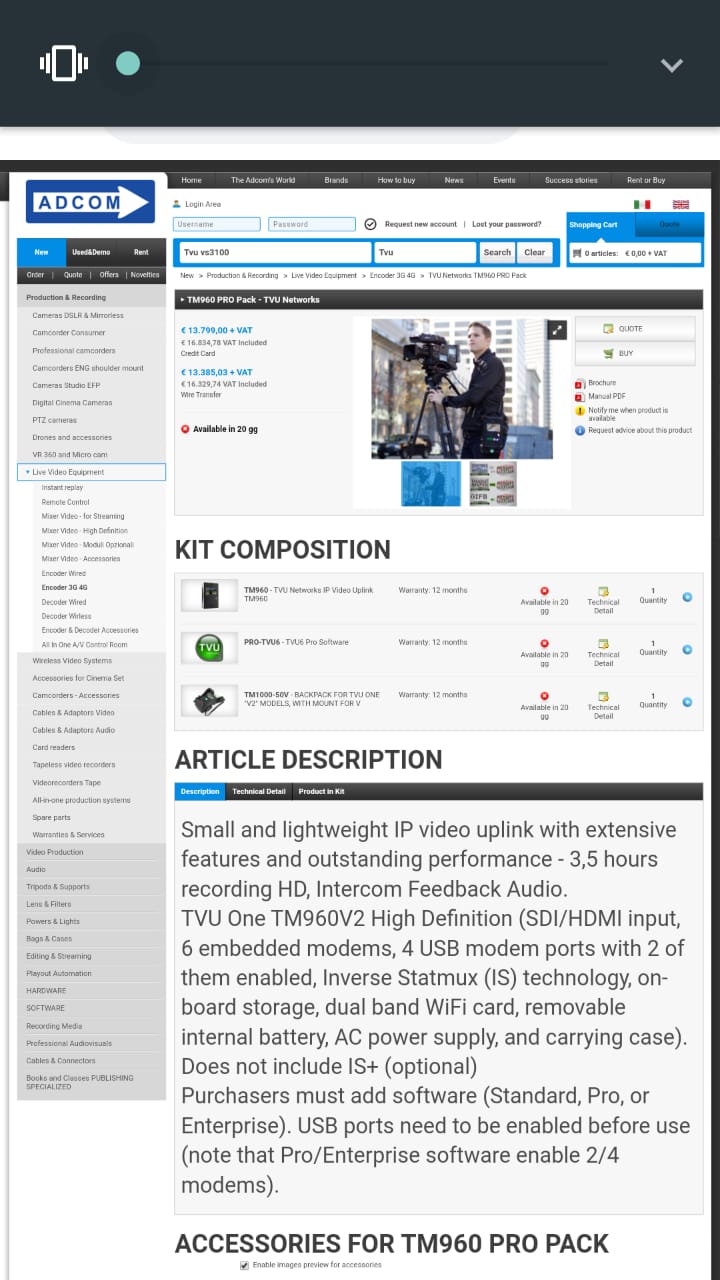 ADCOM
Home
The Adcom's World
Brands
How to buy
News
Events
Success stories
Rent or Buy
Login Area
Username
Password
Request new account | Lost your password?
Shopping Cart
Quote
0 articles: € 0,00 + VAT
New
Used&Demo
Rent
Order | Quote | Offers | Novelties
Tvu vs3100
Tvu
Search
Clear
New > Production & Recording > Live Video Equipment > Encoder 3G 4G > TVU Networks TM960 PRO Pack
Production & Recording
Cameras DSLR & Mirrorless
Camcorder Consumer
Professional camcorders
Camcorders ENG shoulder mount
Cameras Studio EFP
Digital Cinema Cameras
PTZ cameras
Drones and accessories
VR 360 and Micro cam
Live Video Equipment
Instant replay
Remote Control
Mixer Video - for Streaming
Mixer Video - High Definition
Mixer Video - Moduli Opzionali
Mixer Video - Accessories
Encoder Wired
Encoder 3G 4G
Decoder Wired
Decoder Wirless
Encoder & Decoder Accessories
All In One A/V Control Room
Wireless Video Systems
Accessories for Cinema Set
Camcorders - Accessories
Cables & Adaptors Video
Cables & Adaptors Audio
Card readers
Tapeless video recorders
Videorecorders Tape
All-in-one production systems
Spare parts
Warranties & Services
Video Production
Audio
Tripods & Supports
Lens & Filters
Powers & Lights
Bags & Cases
Editing & Streaming
Playout Automation
HARDWARE
SOFTWARE
Recording Media
Professional Audiovisuals
Cables & Connectors
Books and Classes PUBLISHING
SPECIALIZED
TM960 PRO Pack - TVU Networks
€ 13.799,00 + VAT
€ 16.834,78 VAT Included
Credit Card
€ 13.385,03 + VAT
€ 16.329,74 VAT Included
Wire Transfer
Available in 20 gg
QUOTE
BUY
Brochure
Manual PDF
Notify me when product is
available
Request advice about this product
KIT COMPOSITION
TM960 - TVU Networks IP Video Uplink
TM960
Warranty: 12 months
Available in 20
gg
Technical
Detail
1
Quantity
TVU
PRO-TVU6 - TVU6 Pro Software
Warranty: 12 months
Available in 20
gg
Technical
Detail
1
Quantity
TM1000-50V - BACKPACK FOR TVU ONE
"V2" MODELS, WITH MOUNT FOR V
Warranty: 12 months
Available in 20
gg
Technical
Detail
1
Quantity
ARTICLE DESCRIPTION
Description
Technical Detail
Product in Kit
Small and lightweight IP video uplink with extensive
features and outstanding performance - 3,5 hours
recording HD, Intercom Feedback Audio.
TVU One TM960V2 High Definition (SDI/HDMI input,
6 embedded modems, 4 USB modem ports with 2 of
them enabled, Inverse Statmux (IS) technology, on-
board storage, dual band WiFi card, removable
internal battery, AC power supply, and carrying case).
Does not include IS+ (optional)
Purchasers must add software (Standard, Pro, or
Enterprise). USB ports need to be enabled before use
(note that Pro/Enterprise software enable 2/4
modems).
ACCESSORIES FOR TM960 PRO PACK
Enable images preview for accessories